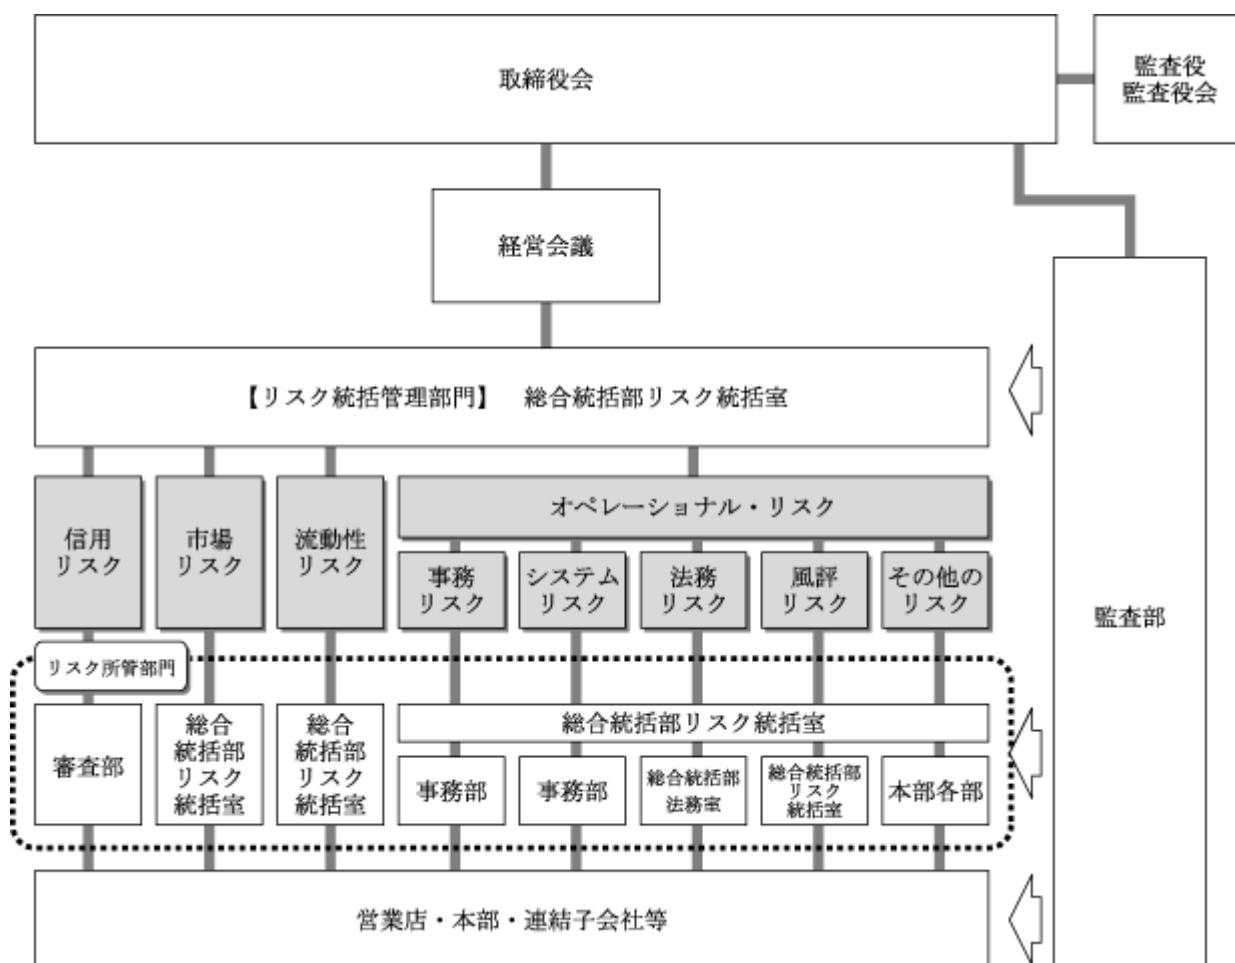 取締役会
監査役
監査役会
経営会議
【リスク統括管理部門】　総合統括部リスク統括室
信用
リスク
市場
リスク
流動性
リスク
オペレーショナル・リスク
事務
リスク
システム
リスク
法務
リスク
風評
リスク
その他の
リスク
監査部
リスク所管部門
審査部
総合
統括部
リスク
統括室
総合
統括部
リスク
統括室
総合統括部リスク統括室
事務部
事務部
総合統括部
法務室
総合統括部
リスク
統括室
本部各部
営業店・本部・連結子会社等